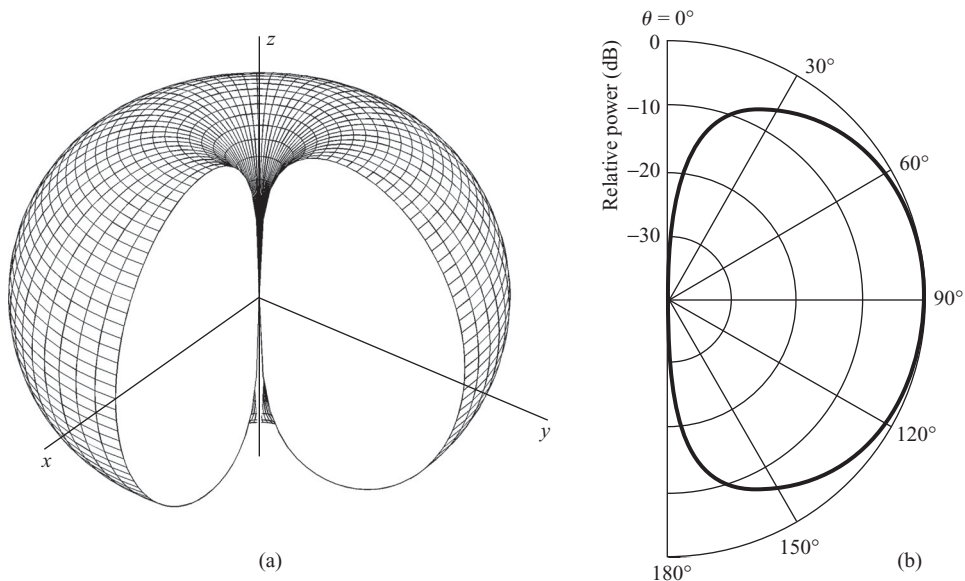 z
x
y
(a)
θ = 0°
Relative power (dB)
0
−10
−20
−30
30°
60°
90°
120°
150°
180°
(b)